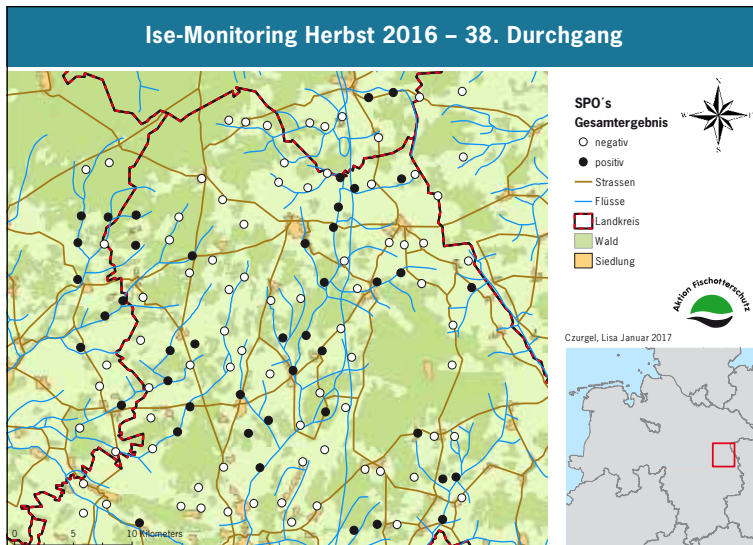 Ise-Monitoring Herbst 2016 – 38. Durchgang
SPO´s
Gesamtergebnis
negativ
positiv
Strassen
Flüsse
Landkreis
Wald
Siedlung
N
W
S
Aktion Fischotterschutz
Czurgel, Lisa Januar 2017
0 5 10 Kilometers